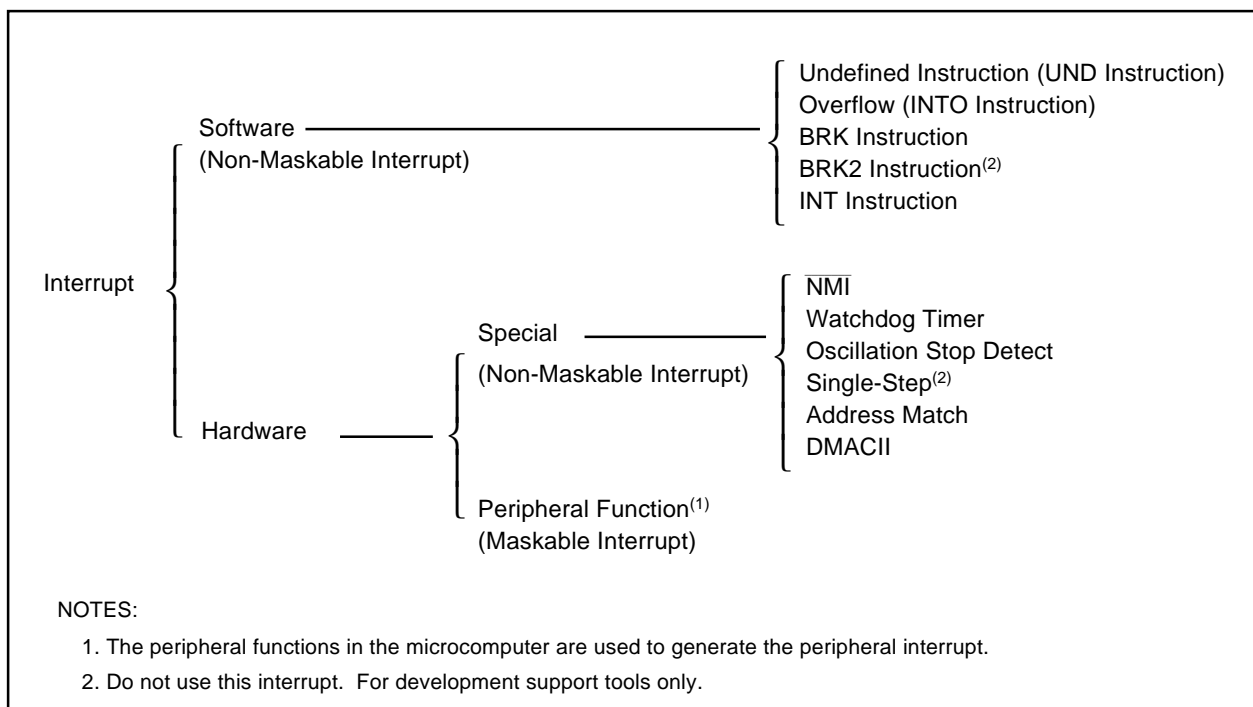 Undefined Instruction (UND Instruction)
Overflow (INTO Instruction)
BRK Instruction
BRK2 Instruction(2)
INT Instruction
Software
(Non-Maskable Interrupt)
Interrupt
NMI
Watchdog Timer
Oscillation Stop Detect
Single-Step(2)
Address Match
DMACII
Special
(Non-Maskable Interrupt)
Hardware
Peripheral Function(1)
(Maskable Interrupt)
NOTES:
1. The peripheral functions in the microcomputer are used to generate the peripheral interrupt.
2. Do not use this interrupt. For development support tools only.